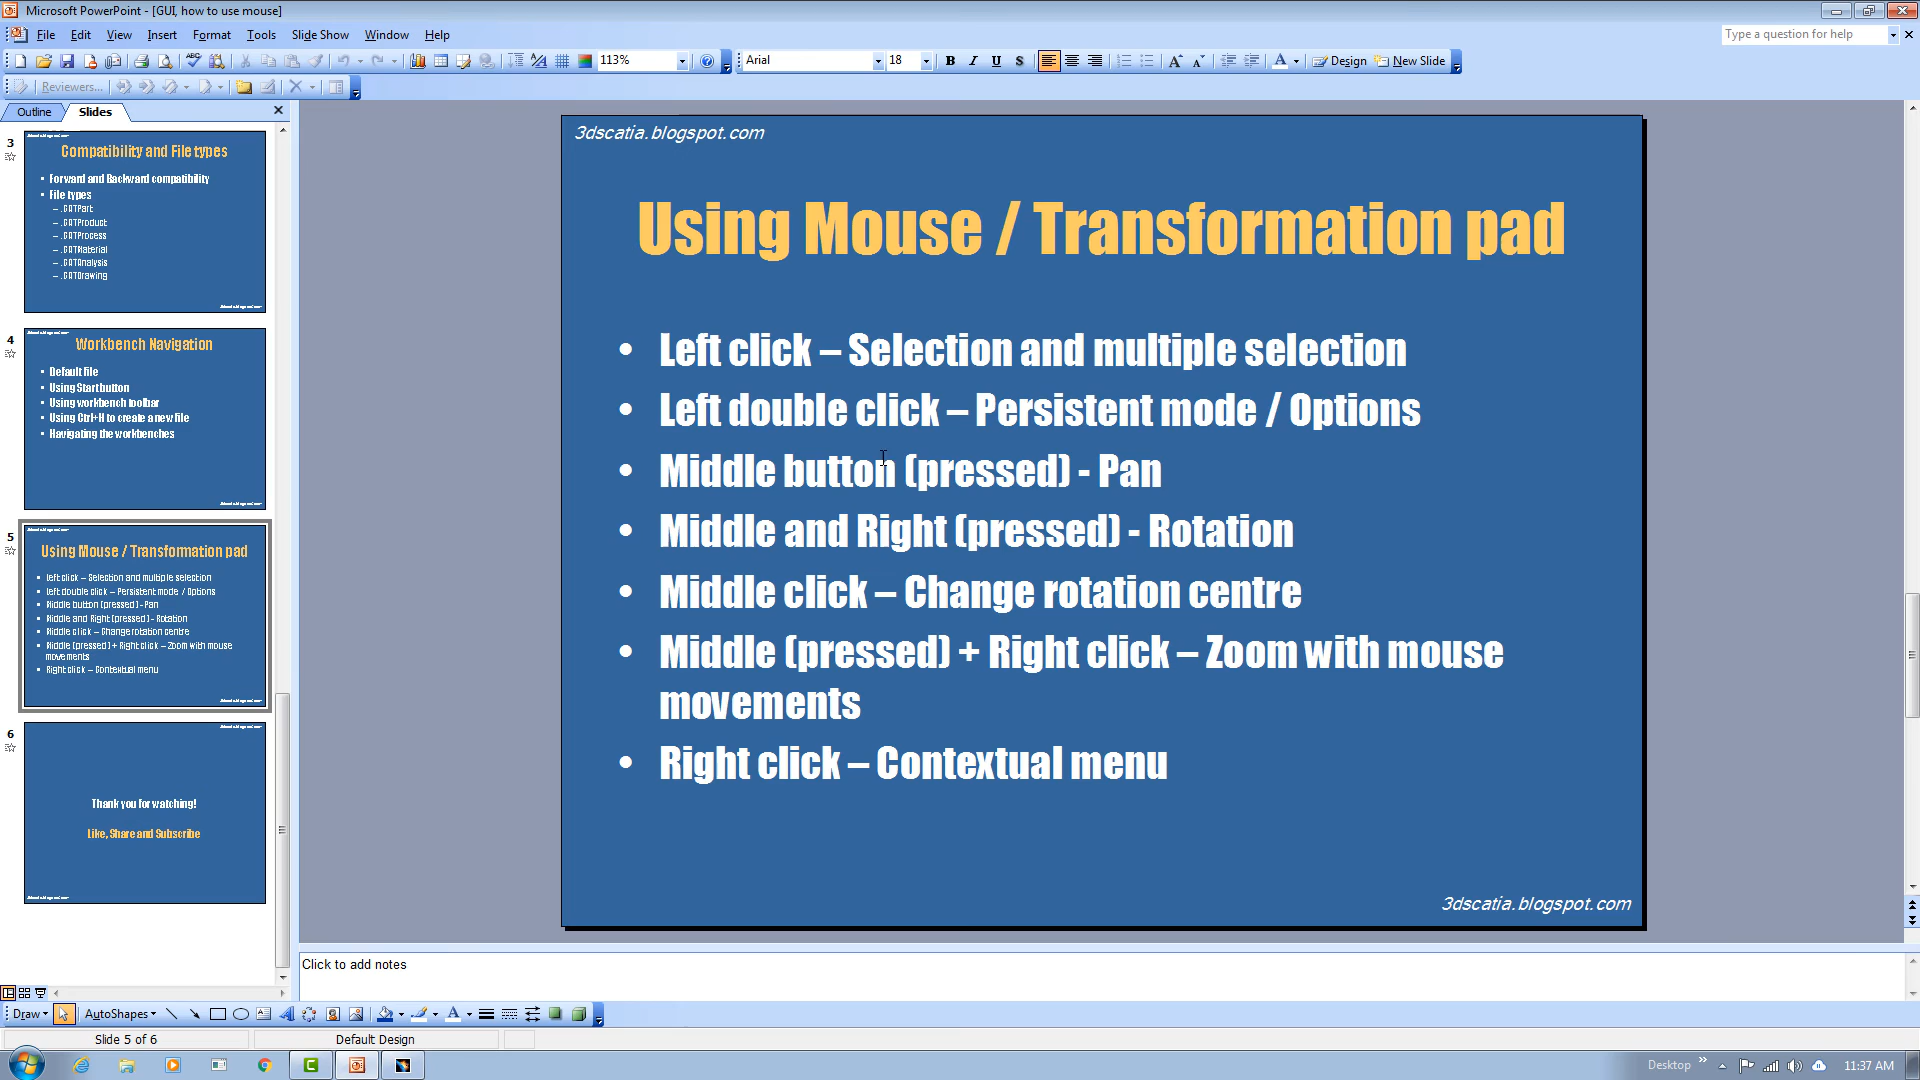 Microsoft PowerPoint - [GUI, how to use mouse]
File Edit View Insert Format Tools Slide Show Window Help
Type a question for help
113%
Arial
18
Design
New Slide
Reviewers...
Outline
Slides
3
Compatibility and File types
• Forward and Backward compatibility
• File types
– .CATPart
– .CATProduct
– .CATProcess
– .CATMaterial
– .CATAnalysis
– .CATDrawing
4
Workbench Navigation
• Default file
• Using Start button
• Using workbench toolbar
• Using Ctrl+N to create a new file
• Navigating the workbenches
5
Using Mouse / Transformation pad
• Left click – Selection and multiple selection
• Left double click – Persistent mode / Options
• Middle button (pressed) - Pan
• Middle and Right (pressed) - Rotation
• Middle click – Change rotation centre
• Middle (pressed) + Right click – Zoom with mouse
movements
• Right click – Contextual menu
6
Thank you for watching!
Like, Share and Subscribe
3dscatia.blogspot.com
Using Mouse / Transformation pad
• Left click – Selection and multiple selection
• Left double click – Persistent mode / Options
• Middle button (pressed) - Pan
• Middle and Right (pressed) - Rotation
• Middle click – Change rotation centre
• Middle (pressed) + Right click – Zoom with mouse
movements
• Right click – Contextual menu
3dscatia.blogspot.com
Click to add notes
Draw
AutoShapes
Slide 5 of 6
Default Design
Desktop
11:37 AM